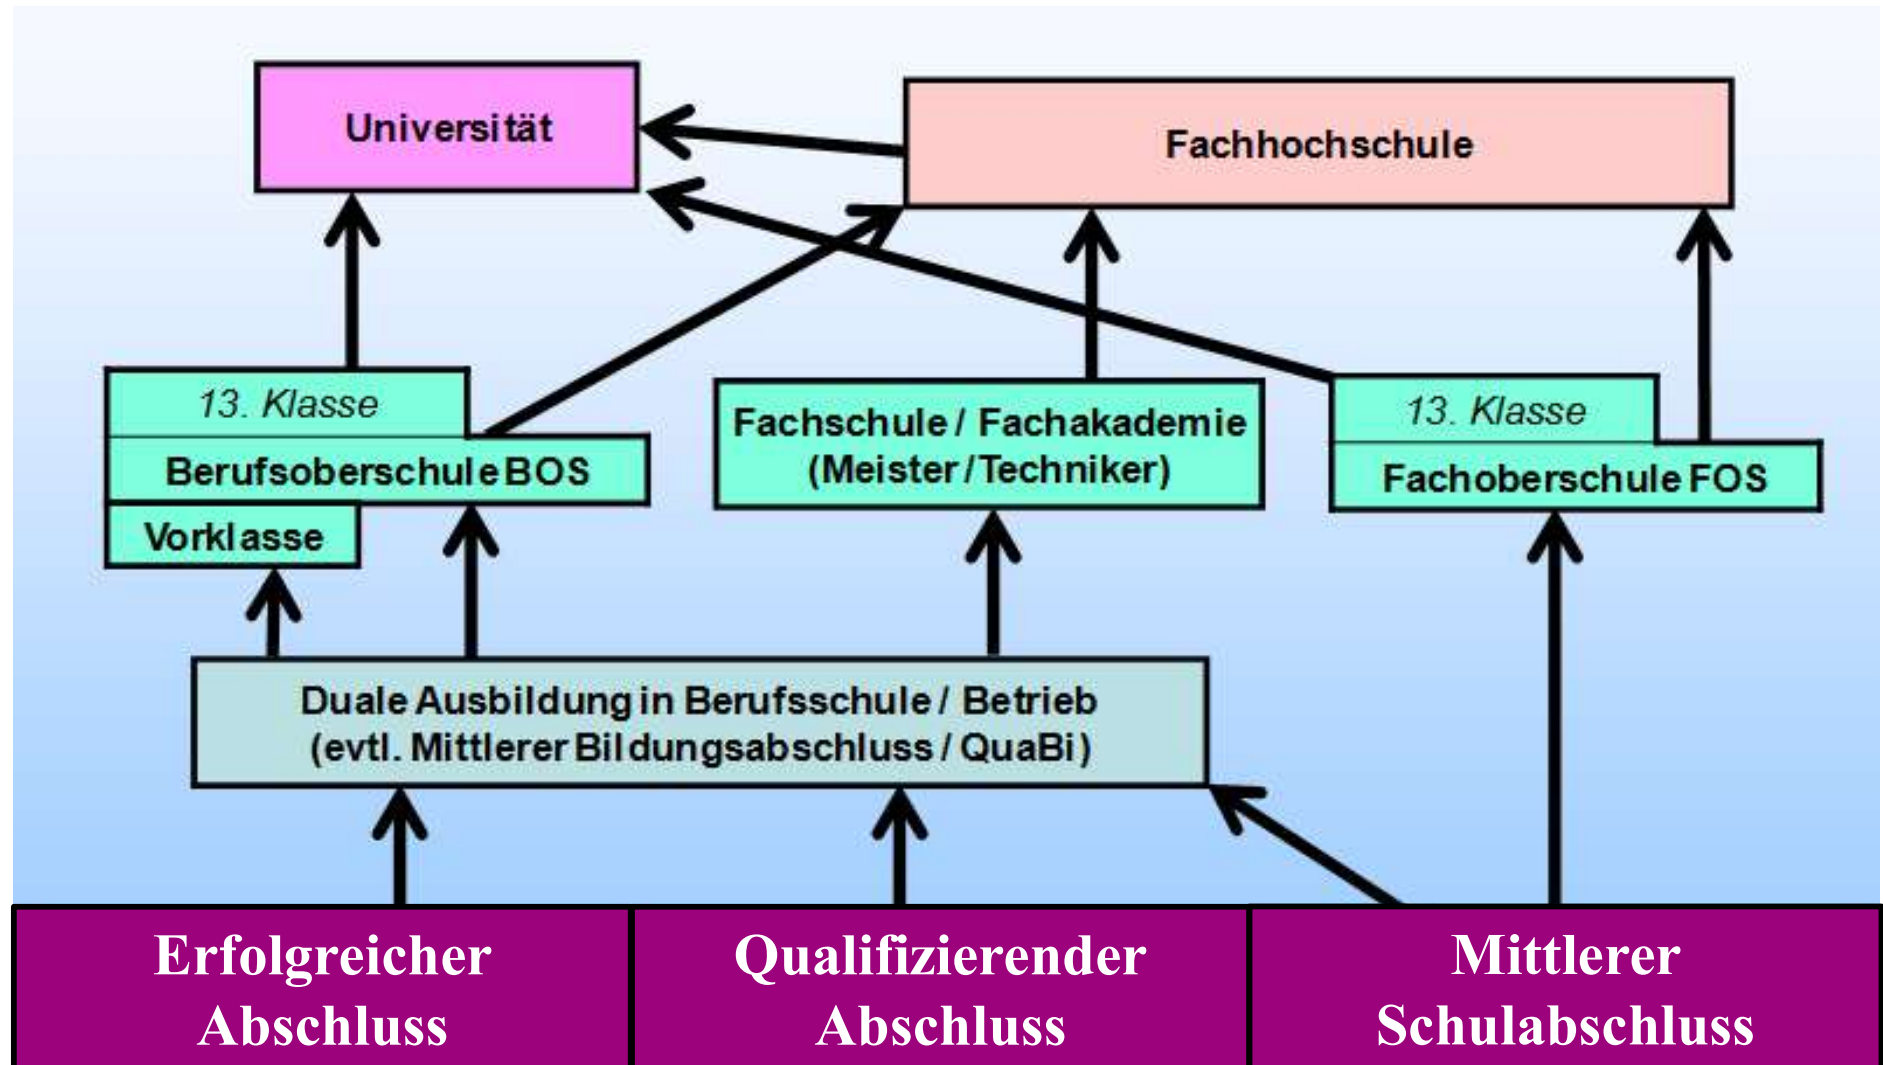 Universität
Fachhochschule
13. Klasse
Berufsoberschule BOS
Vorklasse
Fachschule / Fachakademie
(Meister / Techniker)
13. Klasse
Fachoberschule FOS
Duale Ausbildung in Berufsschule / Betrieb
(evtl. Mittlerer Bildungsabschluss / QuaBi)
Erfolgreicher
Abschluss
Qualifizierender
Abschluss
Mittlerer
Schulabschluss